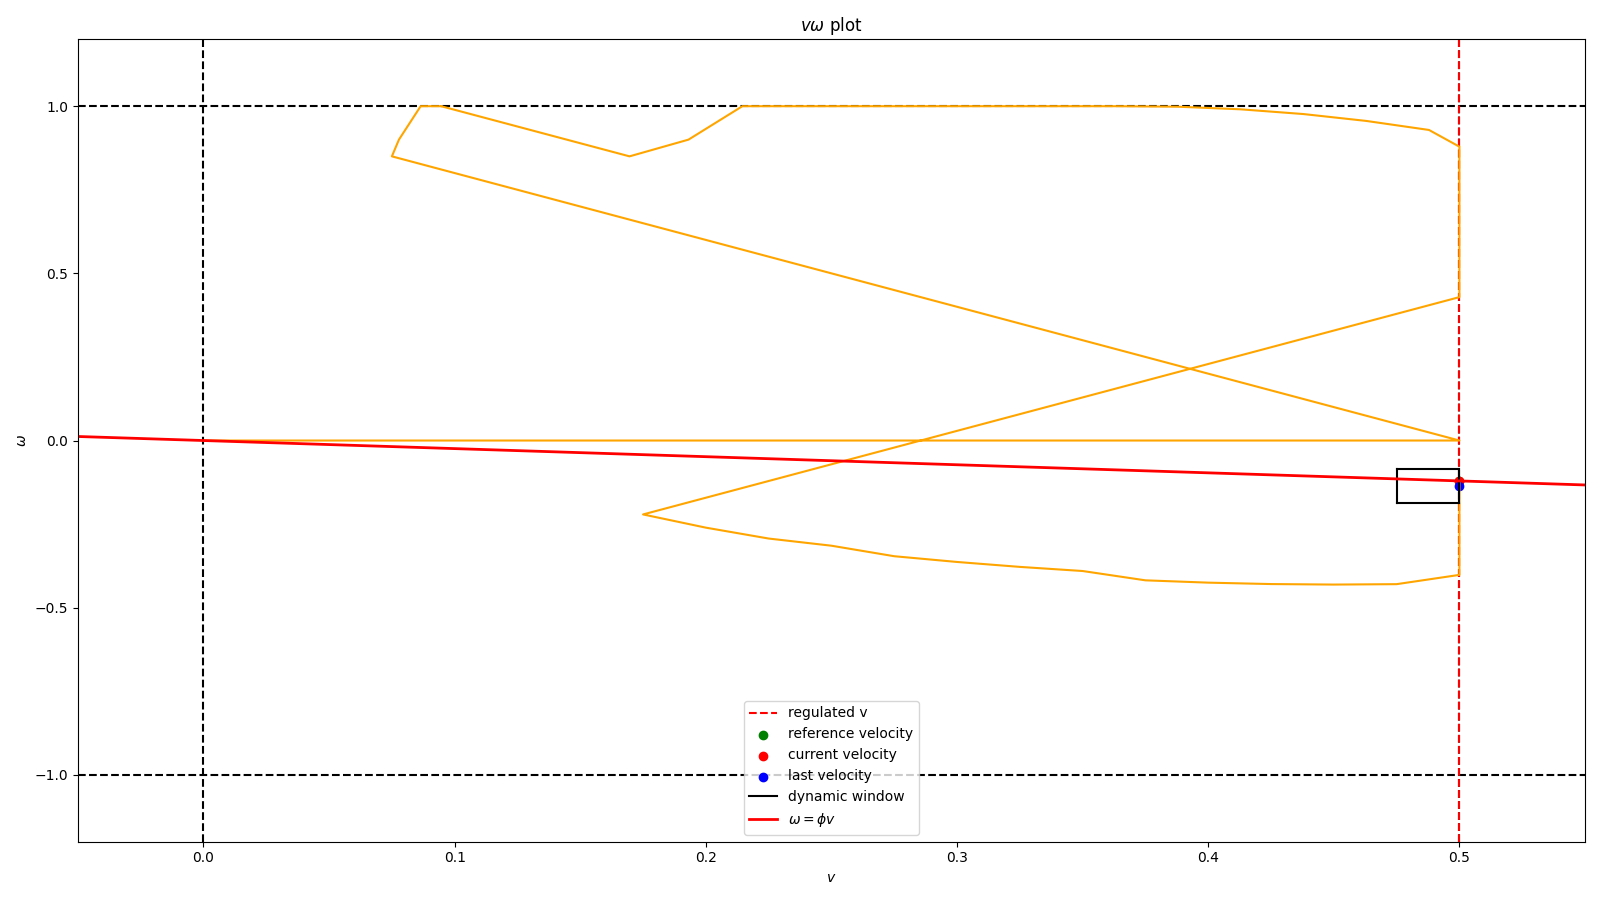 vω plot
1.0
0.5
0.0
−0.5
−1.0
ω
0.0 0.1 0.2 0.3 0.4 0.5
v
regulated v
reference velocity
current velocity
last velocity
dynamic window
ω = ϕv